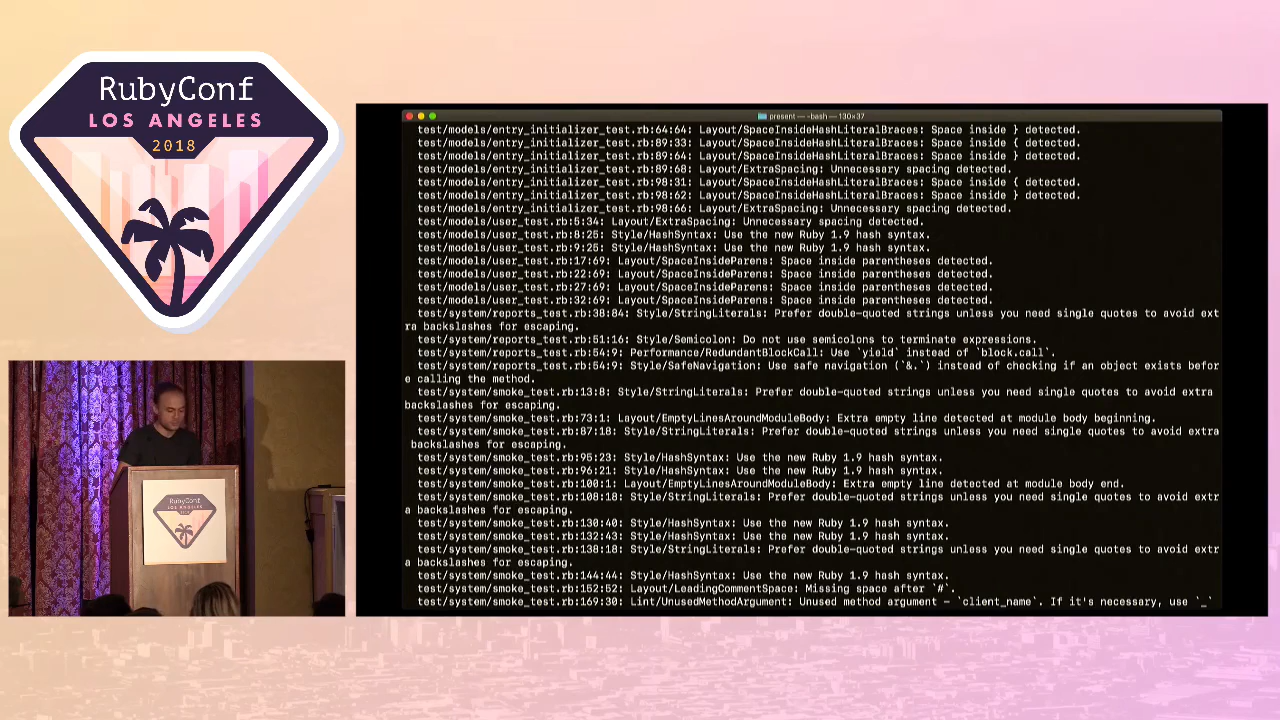 RubyConf
LOS ANGELES
2018
present — -bash — 130×37
test/models/entry_initializer_test.rb:64:64: Layout/SpaceInsideHashLiteralBraces: Space inside } detected.
test/models/entry_initializer_test.rb:89:33: Layout/SpaceInsideHashLiteralBraces: Space inside { detected.
test/models/entry_initializer_test.rb:89:64: Layout/SpaceInsideHashLiteralBraces: Space inside } detected.
test/models/entry_initializer_test.rb:89:68: Layout/ExtraSpacing: Unnecessary spacing detected.
test/models/entry_initializer_test.rb:98:31: Layout/SpaceInsideHashLiteralBraces: Space inside { detected.
test/models/entry_initializer_test.rb:98:62: Layout/SpaceInsideHashLiteralBraces: Space inside } detected.
test/models/entry_initializer_test.rb:98:66: Layout/ExtraSpacing: Unnecessary spacing detected.
test/models/user_test.rb:5:34: Layout/ExtraSpacing: Unnecessary spacing detected.
test/models/user_test.rb:8:25: Style/HashSyntax: Use the new Ruby 1.9 hash syntax.
test/models/user_test.rb:9:25: Style/HashSyntax: Use the new Ruby 1.9 hash syntax.
test/models/user_test.rb:17:69: Layout/SpaceInsideParens: Space inside parentheses detected.
test/models/user_test.rb:22:69: Layout/SpaceInsideParens: Space inside parentheses detected.
test/models/user_test.rb:27:69: Layout/SpaceInsideParens: Space inside parentheses detected.
test/models/user_test.rb:32:69: Layout/SpaceInsideParens: Space inside parentheses detected.
test/system/reports_test.rb:38:84: Style/StringLiterals: Prefer double-quoted strings unless you need single quotes to avoid ext
ra backslashes for escaping.
test/system/reports_test.rb:51:16: Style/Semicolon: Do not use semicolons to terminate expressions.
test/system/reports_test.rb:54:9: Performance/RedundantBlockCall: Use `yield` instead of `block.call`.
test/system/reports_test.rb:54:9: Style/SafeNavigation: Use safe navigation (`&.`) instead of checking if an object exists befor
e calling the method.
test/system/smoke_test.rb:13:8: Style/StringLiterals: Prefer double-quoted strings unless you need single quotes to avoid extra
backslashes for escaping.
test/system/smoke_test.rb:73:1: Layout/EmptyLinesAroundModuleBody: Extra empty line detected at module body beginning.
test/system/smoke_test.rb:87:18: Style/StringLiterals: Prefer double-quoted strings unless you need single quotes to avoid extra
backslashes for escaping.
test/system/smoke_test.rb:95:23: Style/HashSyntax: Use the new Ruby 1.9 hash syntax.
test/system/smoke_test.rb:96:21: Style/HashSyntax: Use the new Ruby 1.9 hash syntax.
test/system/smoke_test.rb:100:1: Layout/EmptyLinesAroundModuleBody: Extra empty line detected at module body end.
test/system/smoke_test.rb:108:18: Style/StringLiterals: Prefer double-quoted strings unless you need single quotes to avoid extr
a backslashes for escaping.
test/system/smoke_test.rb:130:40: Style/HashSyntax: Use the new Ruby 1.9 hash syntax.
test/system/smoke_test.rb:132:43: Style/HashSyntax: Use the new Ruby 1.9 hash syntax.
test/system/smoke_test.rb:138:18: Style/StringLiterals: Prefer double-quoted strings unless you need single quotes to avoid extr
a backslashes for escaping.
test/system/smoke_test.rb:144:44: Style/HashSyntax: Use the new Ruby 1.9 hash syntax.
test/system/smoke_test.rb:152:52: Layout/LeadingCommentSpace: Missing space after `#`.
test/system/smoke_test.rb:169:30: Lint/UnusedMethodArgument: Unused method argument - `client_name`. If it's necessary, use `_`
RubyConf
LOS ANGELES
2018